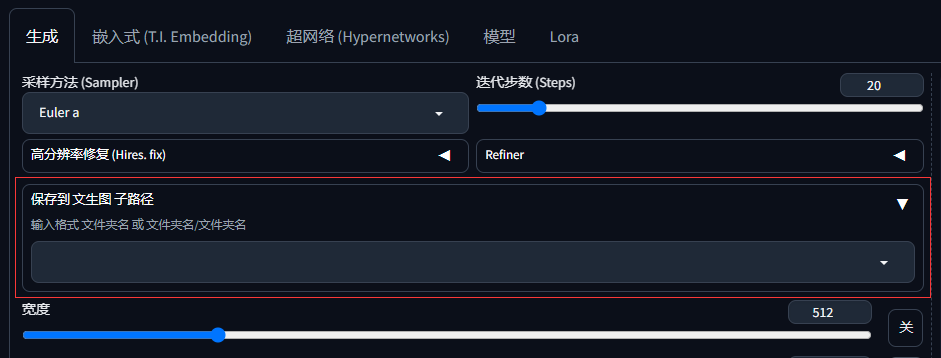 生成 嵌入式 (T.I. Embedding) 超网络 (Hypernetworks) 模型 Lora
采样方法 (Sampler) 迭代步数 (Steps) 20
Euler a
高分辨率修复 (Hires. fix) Refiner
保存到 文生图 子路径
输入格式 文件夹名 或 文件夹名/文件夹名
宽度 512
关